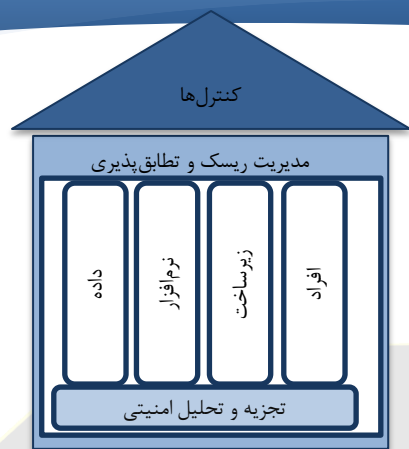 کنترل‌ها
مدیریت ریسک و تطابق‌پذیری
افراد
زیرساخت
نرم‌افزار
داده
تجزیه و تحلیل امنیتی